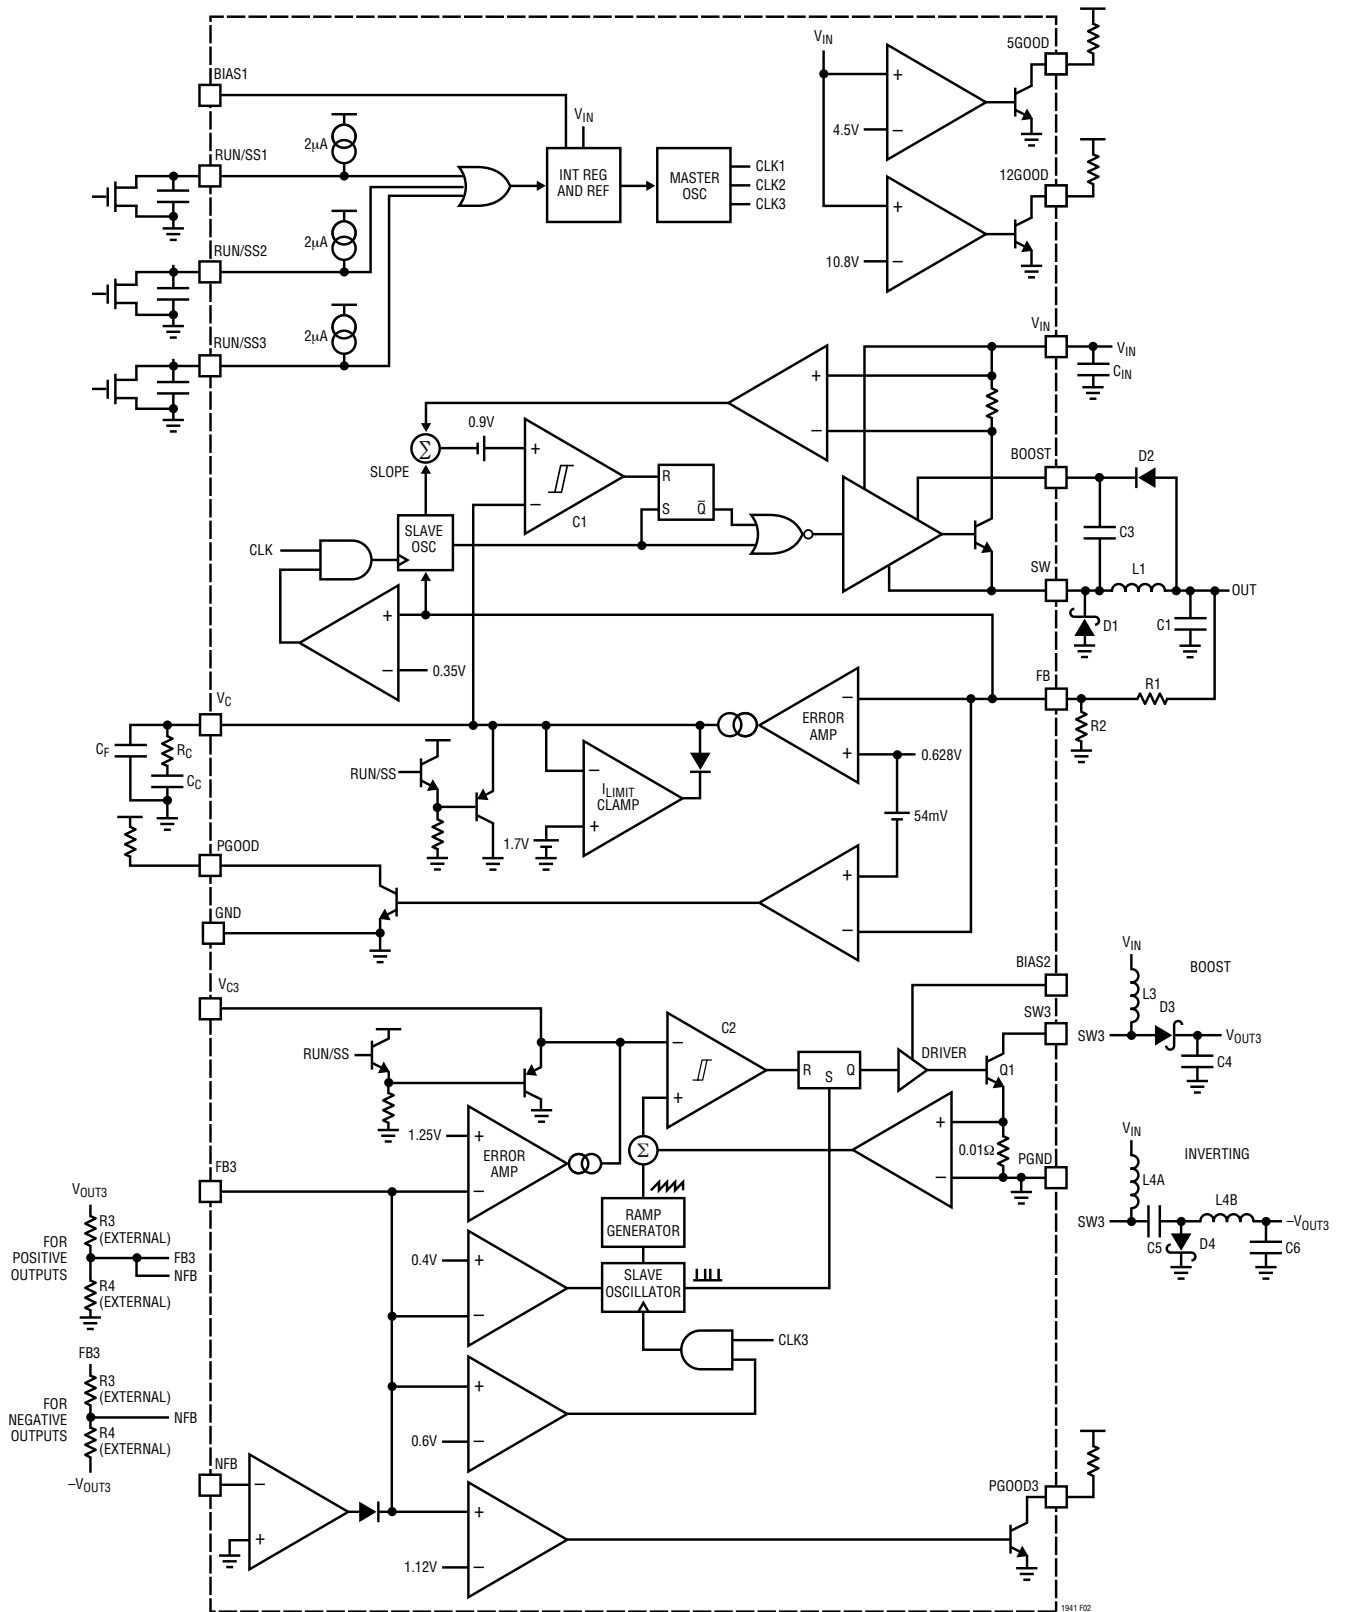 BIAS1
RUN/SS1
2µA
RUN/SS2
2µA
RUN/SS3
2µA
VIN
INT REG
AND REF
MASTER
OSC
CLK1
CLK2
CLK3
VIN
+
4.5V
–
5GOOD
+
10.8V
–
12GOOD
VIN
VIN
CIN
+
–
0.9V
Σ
SLOPE
+
–
C1
R
S
Q̅
CLK
SLAVE
OSC
+
–
0.35V
BOOST
D2
C3
SW
L1
OUT
D1
C1
FB
R1
R2
VC
CF
RC
CC
RUN/SS
–
ILIMIT
CLAMP
+
1.7V
–
ERROR
AMP
+
0.628V
54mV
PGOOD
+
–
GND
VC3
RUN/SS
–
C2
+
R
S
Q
DRIVER
BIAS2
SW3
Q1
+
–
0.01Ω
PGND
VIN
BOOST
L3
D3
SW3
VOUT3
C4
VIN
INVERTING
L4A
L4B
SW3
–VOUT3
C5
D4
C6
1.25V
+
ERROR
AMP
–
Σ
RAMP
GENERATOR
SLAVE
OSCILLATOR
FB3
VOUT3
R3
(EXTERNAL)
FOR
POSITIVE
OUTPUTS
FB3
NFB
R4
(EXTERNAL)
0.4V
+
–
CLK3
FB3
R3
(EXTERNAL)
FOR
NEGATIVE
OUTPUTS
NFB
R4
(EXTERNAL)
–VOUT3
+
0.6V
–
NFB
–
+
+
1.12V
–
PGOOD3
1941 F02